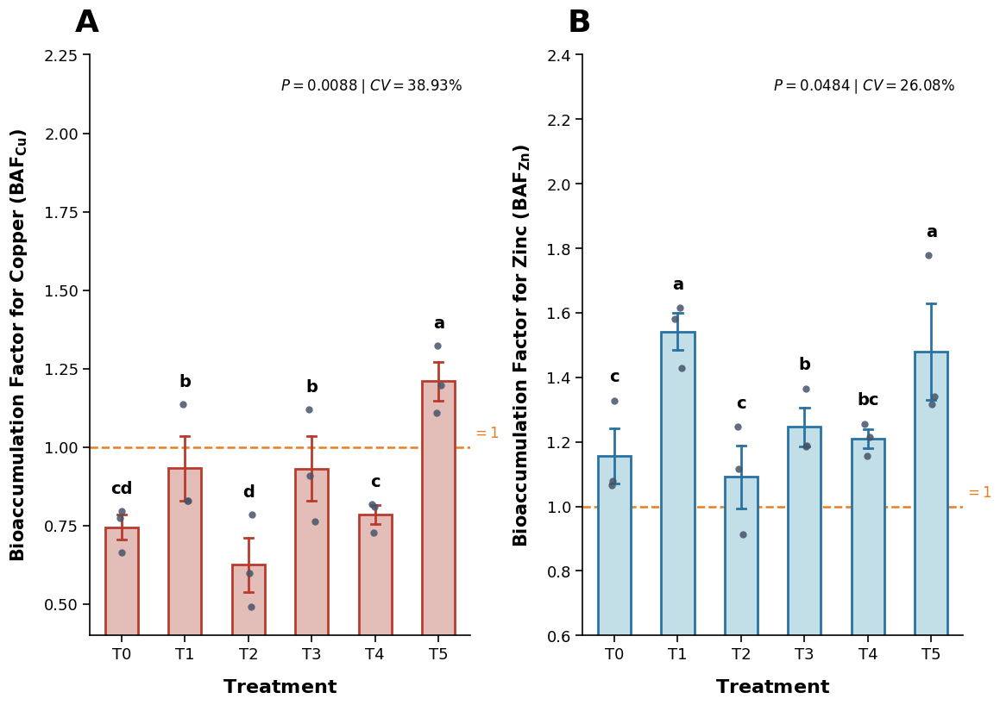 A
Bioaccumulation Factor for Copper (BAF_Cu)
2.25
2.00
1.75
1.50
1.25
1.00
0.75
0.50
P = 0.0088 | CV = 38.93%
cd
b
d
b
c
a
= 1
T0 T1 T2 T3 T4 T5
Treatment
B
Bioaccumulation Factor for Zinc (BAF_Zn)
2.4
2.2
2.0
1.8
1.6
1.4
1.2
1.0
0.8
0.6
P = 0.0484 | CV = 26.08%
c
a
c
b
bc
a
= 1
T0 T1 T2 T3 T4 T5
Treatment